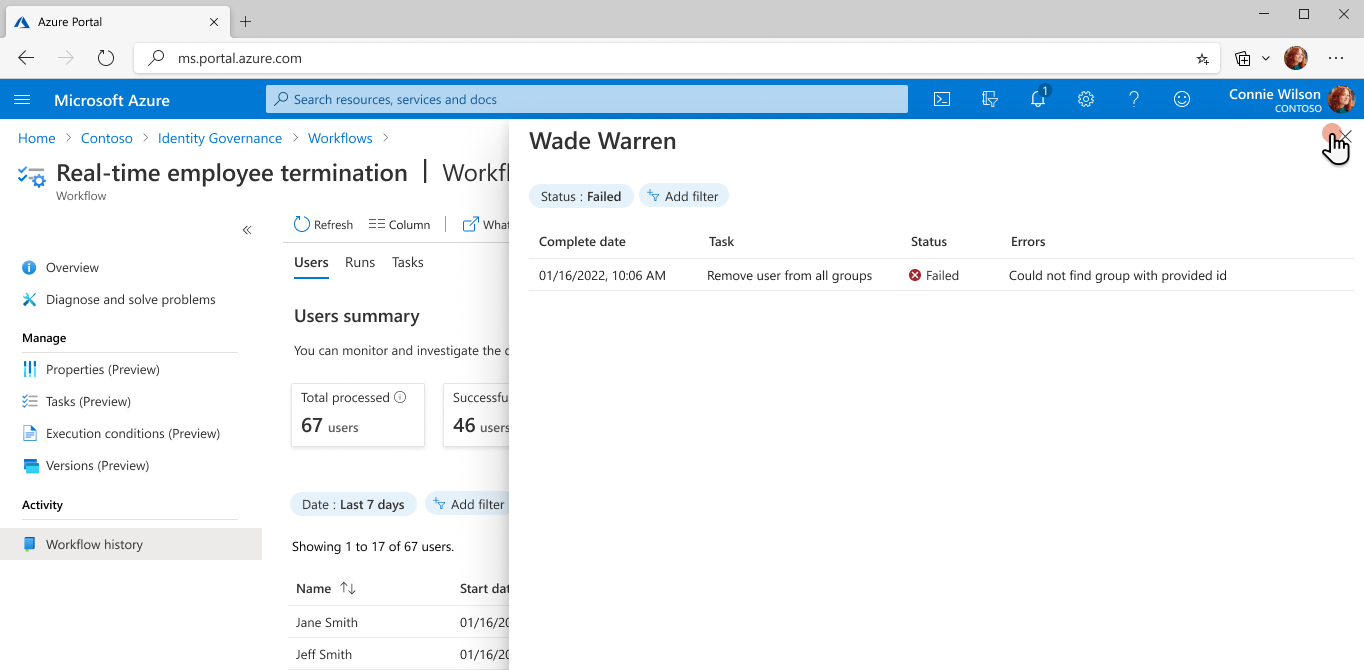 Azure Portal
ms.portal.azure.com
Microsoft Azure
Search resources, services and docs
1
Connie Wilson
CONTOSO
Home > Contoso > Identity Governance > Workflows >
Real-time employee termination | Workfl
Workflow
Overview
Diagnose and solve problems
Manage
Properties (Preview)
Tasks (Preview)
Execution conditions (Preview)
Versions (Preview)
Activity
Workflow history
Refresh Column What
Users Runs Tasks
Users summary
You can monitor and investigate the
Total processed
67 users
Successfu
46 users
Date : Last 7 days Add filter
Showing 1 to 17 of 67 users.
Name Start dat
Jane Smith 01/16/20
Jeff Smith 01/16/20
Wade Warren
Status : Failed Add filter
Complete date Task Status Errors
01/16/2022, 10:06 AM Remove user from all groups Failed Could not find group with provided id